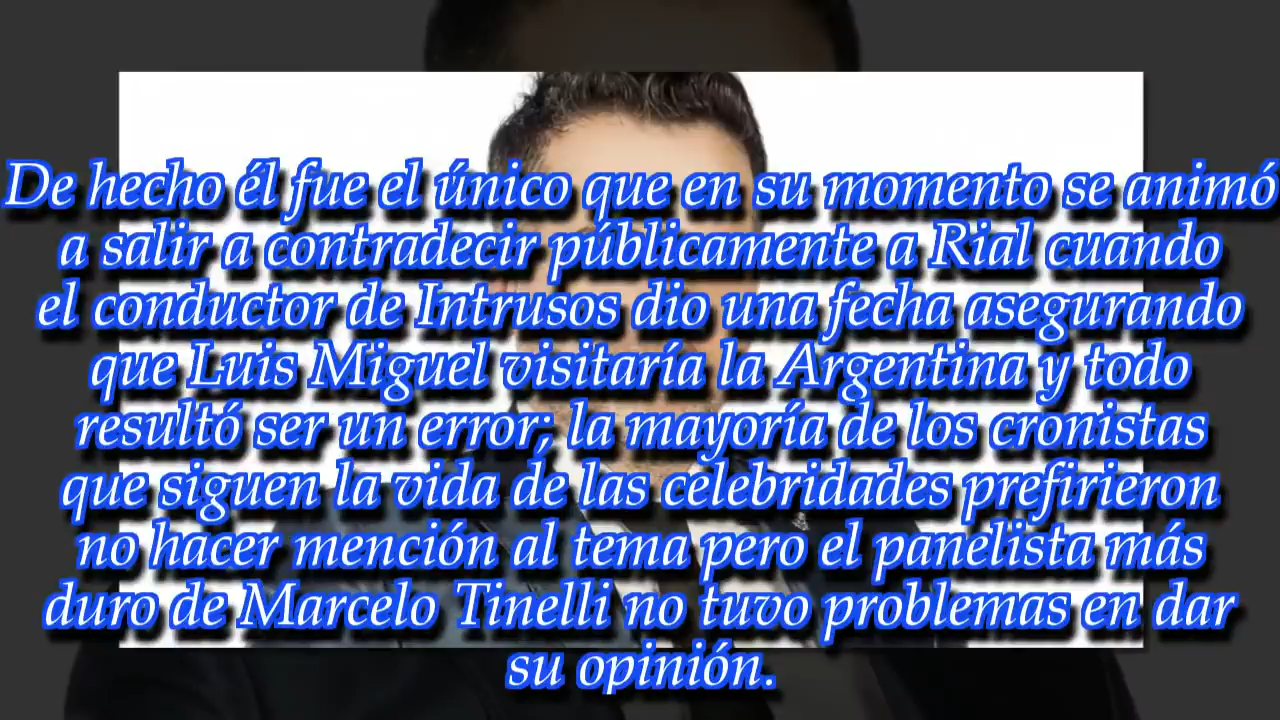 De hecho él fue el único que en su momento se animó
a salir a contradecir públicamente a Rial cuando
el conductor de Intrusos dio una fecha asegurando
que Luis Miguel visitaría la Argentina y todo
resultó ser un error; la mayoría de los cronistas
que siguen la vida de las celebridades prefirieron
no hacer mención al tema pero el panelista más
duro de Marcelo Tinelli no tuvo problemas en dar
su opinión.